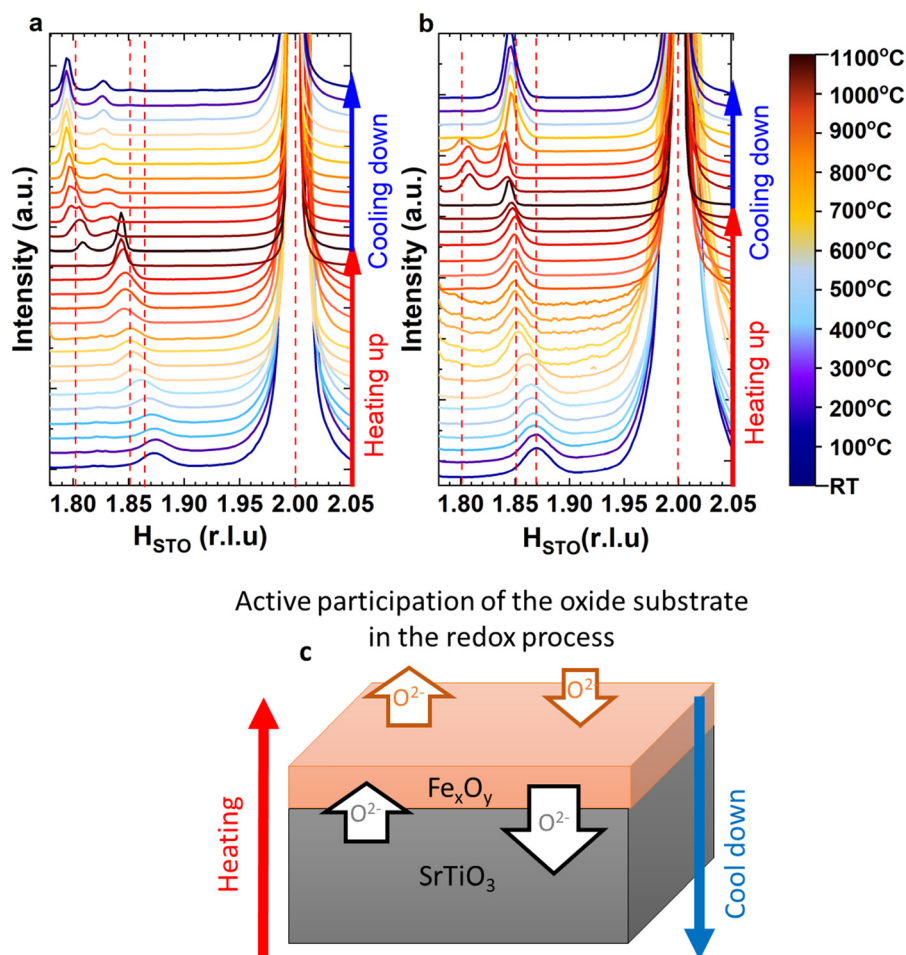 a
Intensity (a.u.)
1.80 1.85 1.90 1.95 2.00 2.05
H_STO (r.l.u)
Cooling down
Heating up
b
Intensity (a.u.)
1.80 1.85 1.90 1.95 2.00 2.05
H_STO(r.l.u)
Cooling down
Heating up
1100°C
1000°C
900°C
800°C
700°C
600°C
500°C
400°C
300°C
200°C
100°C
RT
Active participation of the oxide substrate
in the redox process
c
O²⁻ O²⁻
FeₓOᵧ
O²⁻ O²⁻
SrTiO₃
Heating
Cool down